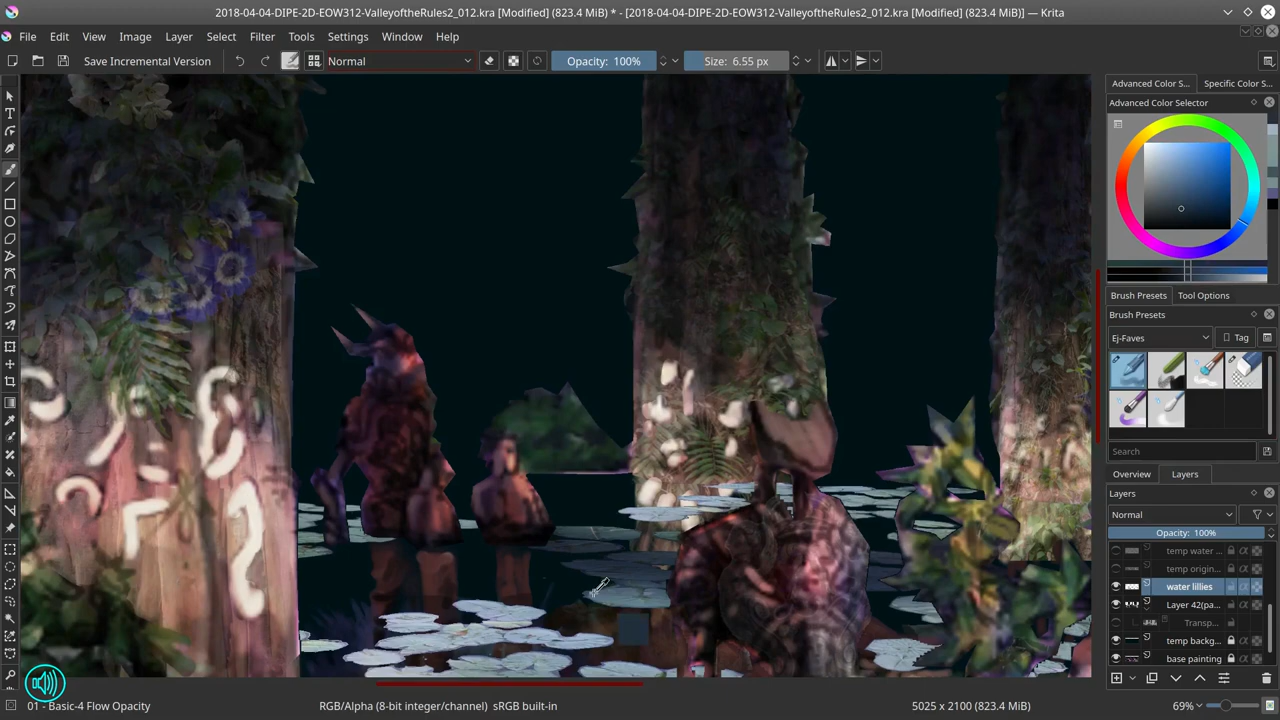 2018-04-04-DIPE-2D-EOW312-ValleyoftheRules2_012.kra [Modified] (823.4 MiB) * - [2018-04-04-DIPE-2D-EOW312-ValleyoftheRules2_012.kra [Modified] (823.4 MiB)] — Krita
File Edit View Image Layer Select Filter Tools Settings Window Help
Save Incremental Version Normal Opacity: 100% Size: 6.55 px
Advanced Color S... Specific Color S...
Advanced Color Selector
Brush Presets Tool Options
Brush Presets
Ej-Faves Tag
Search
Overview Layers
Layers
Normal
Opacity: 100%
temp water ...
temp origin...
water lillies
Layer 42(pa...
Transp...
temp backg...
base painting
01 - Basic-4 Flow Opacity RGB/Alpha (8-bit integer/channel) sRGB built-in 5025 x 2100 (823.4 MiB) 69%